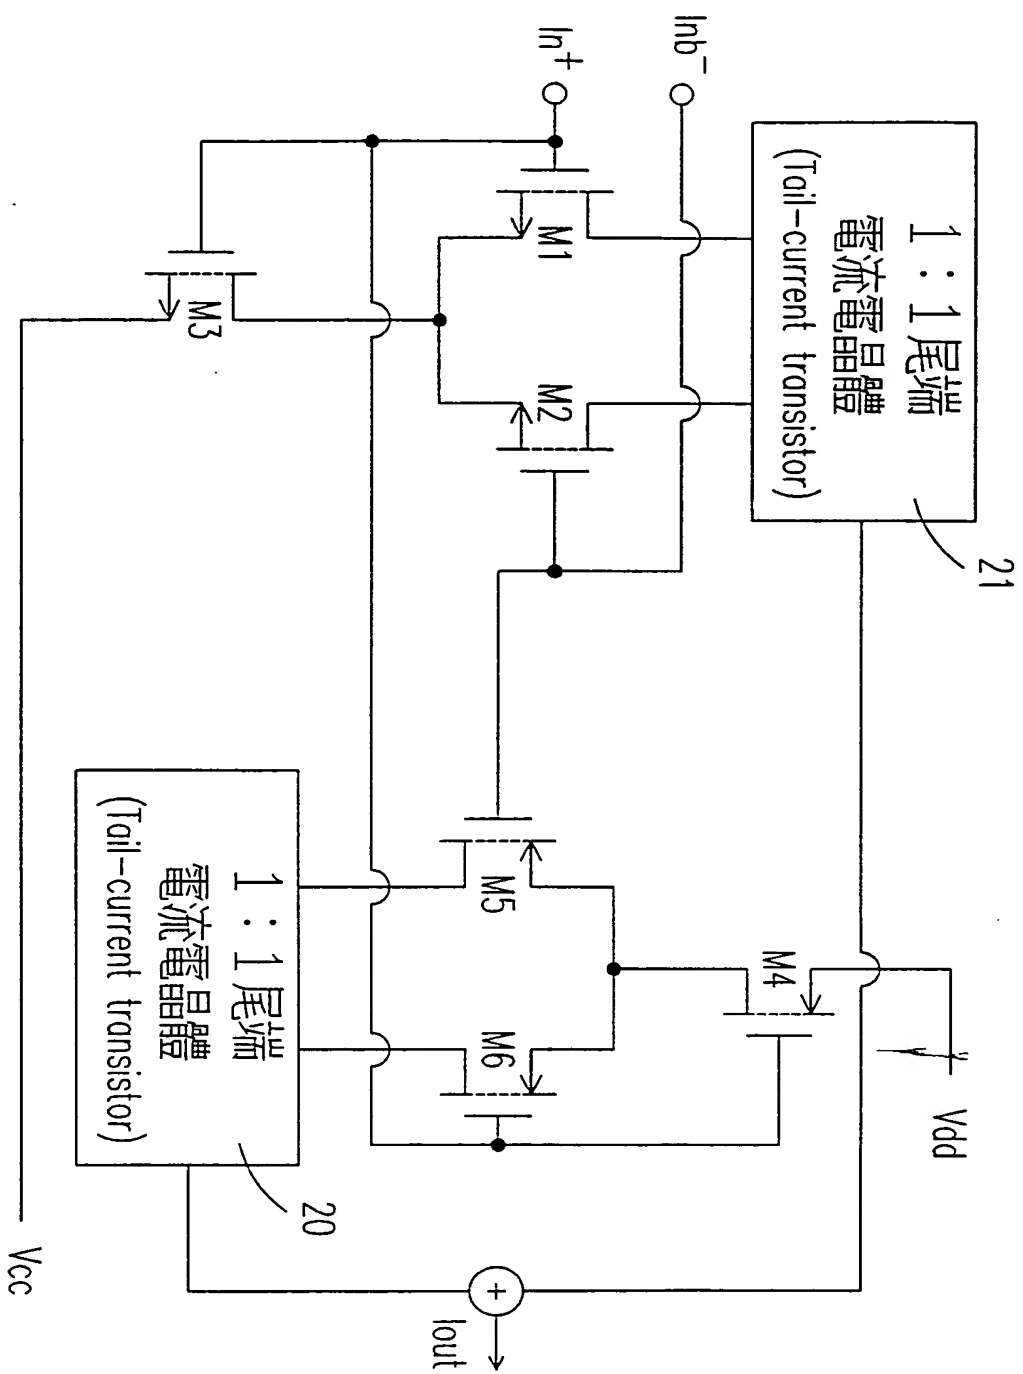 In+
Inb-
1:1尾端
電流電晶體
(Tail-current transistor)
21
M1
M2
M3
M4
Vdd
M5
M6
1:1尾端
電流電晶體
(Tail-current transistor)
20
+
Iout
Vcc